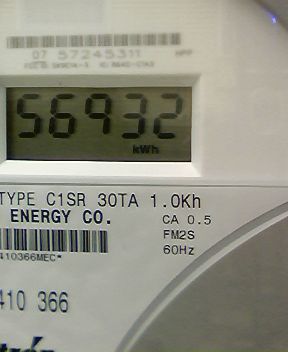 07 57245311
56932
kWh
TYPE C1SR 30TA 1.0Kh
ENERGY CO.
CA 0.5
FM2S
60Hz
410366MEC*
410 366